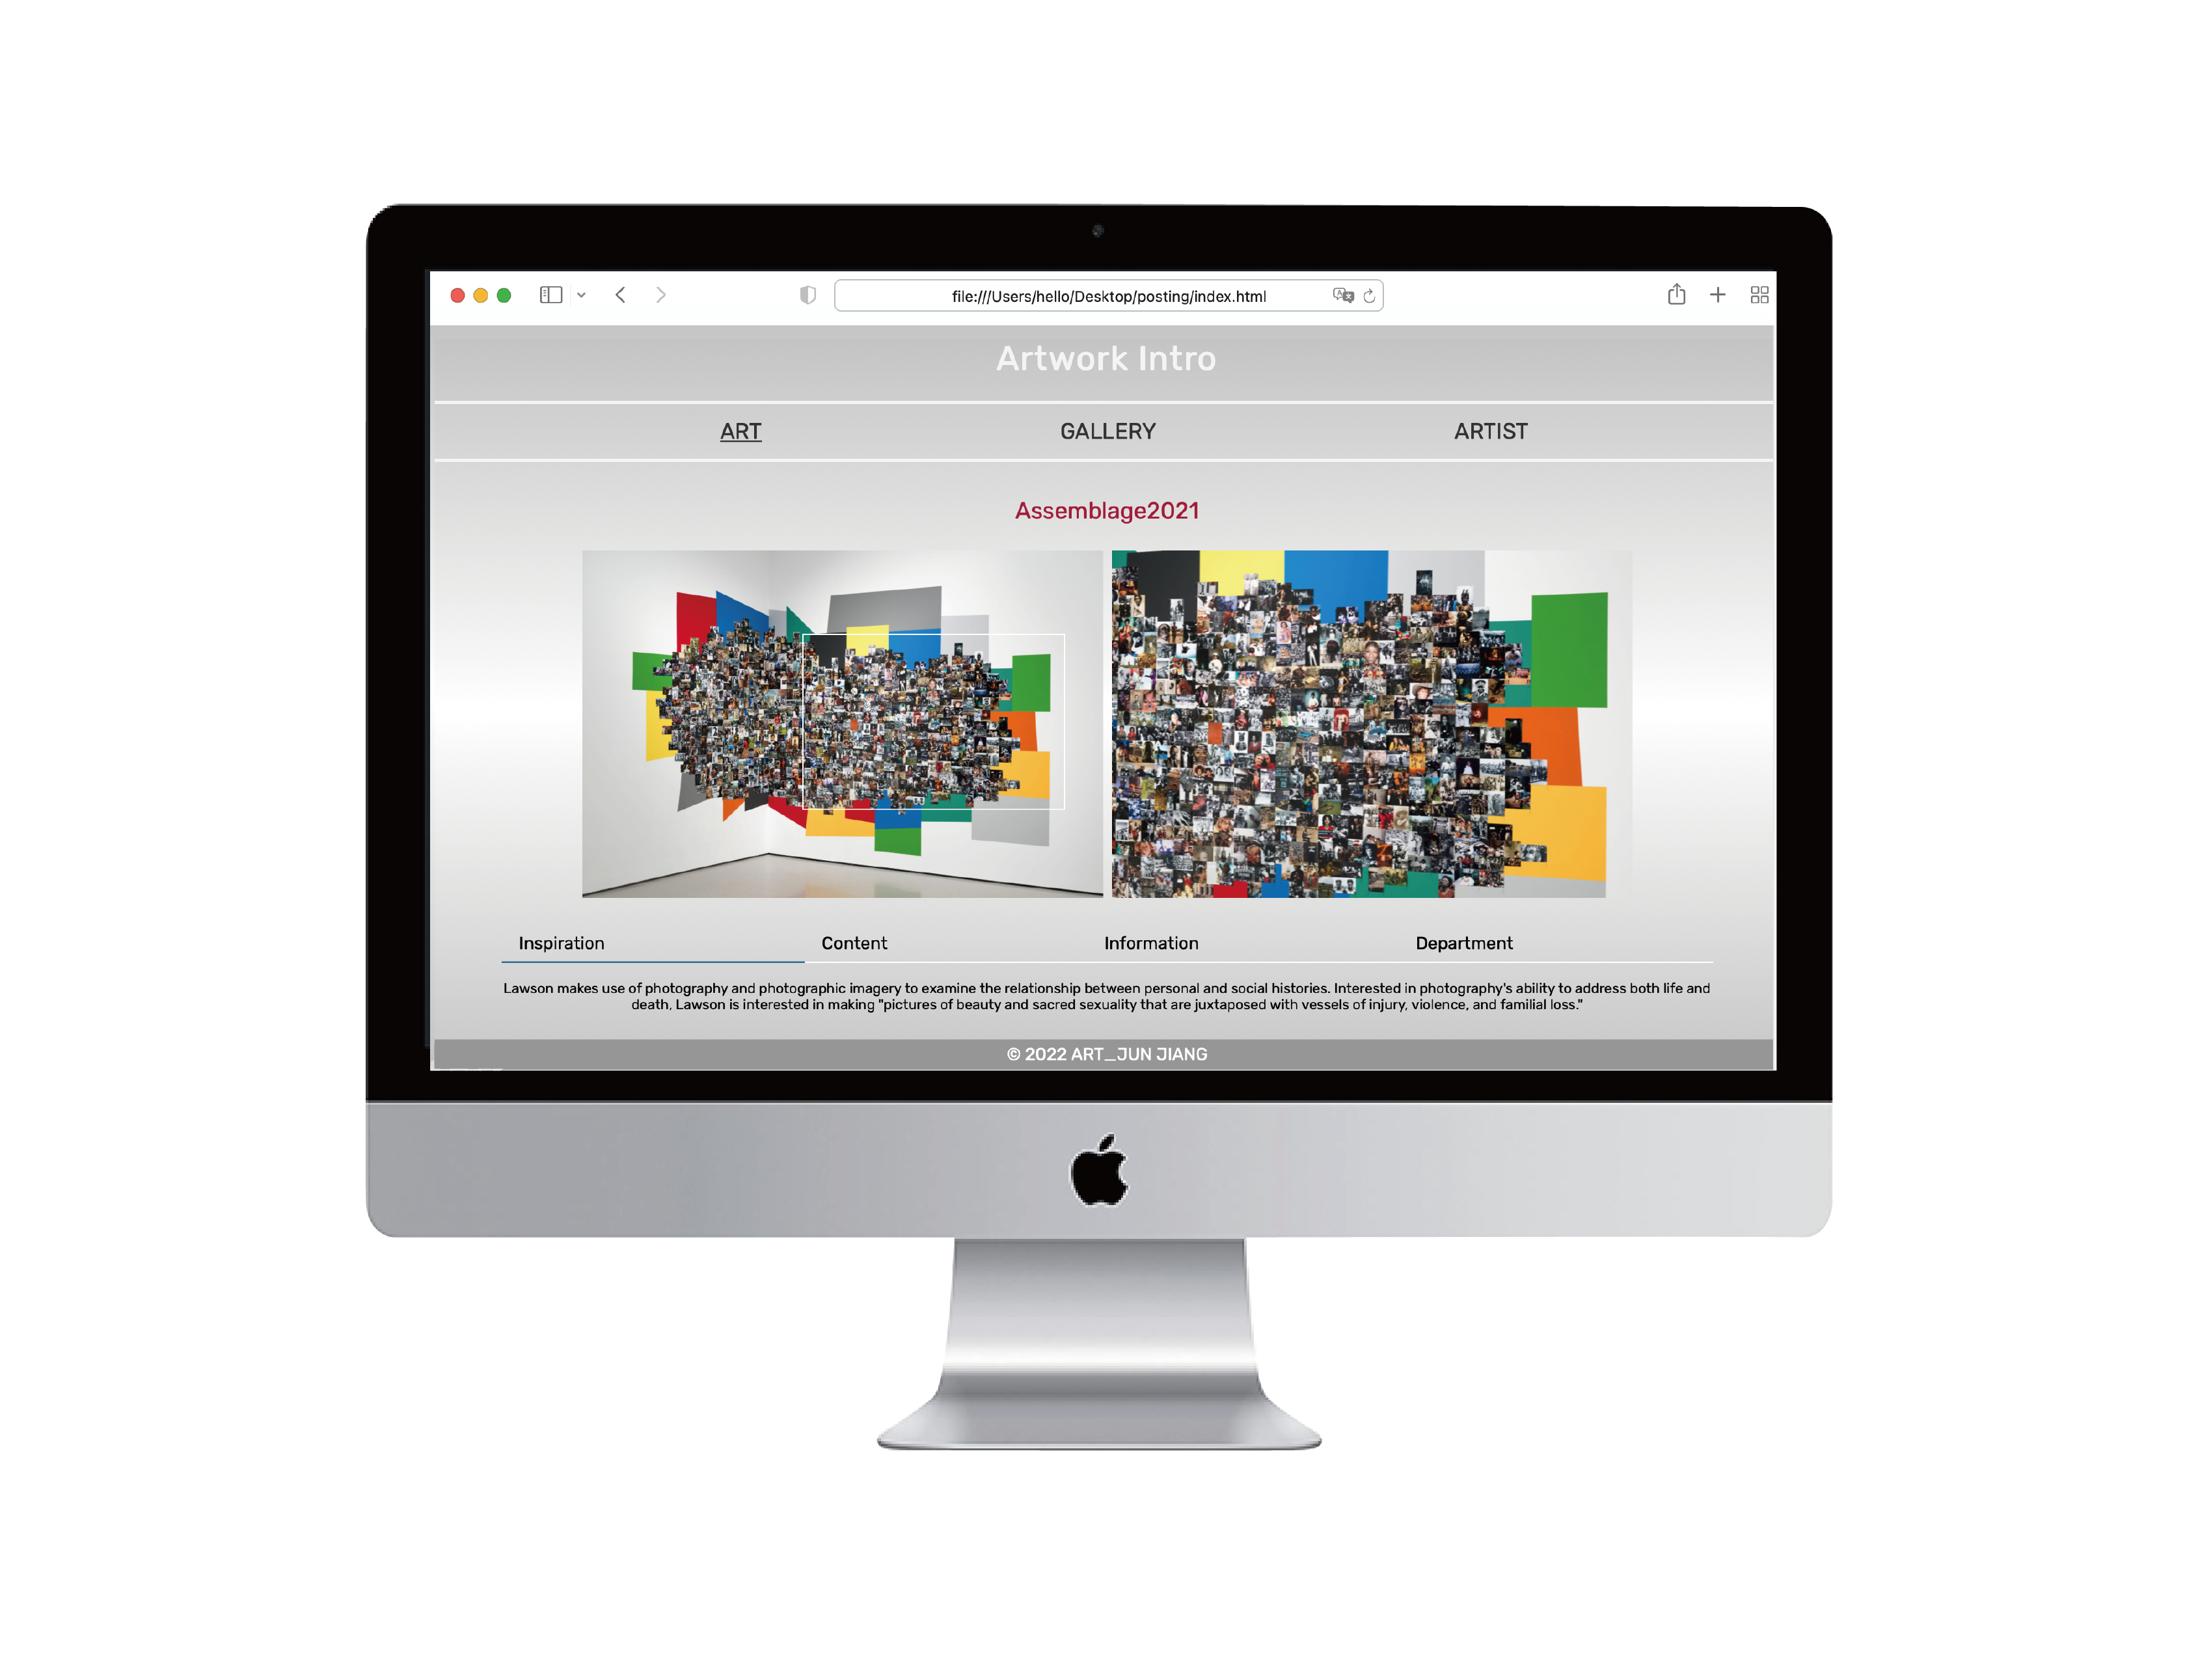 file:///Users/hello/Desktop/posting/index.html
Artwork Intro
ART GALLERY ARTIST
Assemblage2021
Inspiration Content Information Department
Lawson makes use of photography and photographic imagery to examine the relationship between personal and social histories. Interested in photography's ability to address both life and
death, Lawson is interested in making "pictures of beauty and sacred sexuality that are juxtaposed with vessels of injury, violence, and familial loss."
© 2022 ART_JUN JIANG